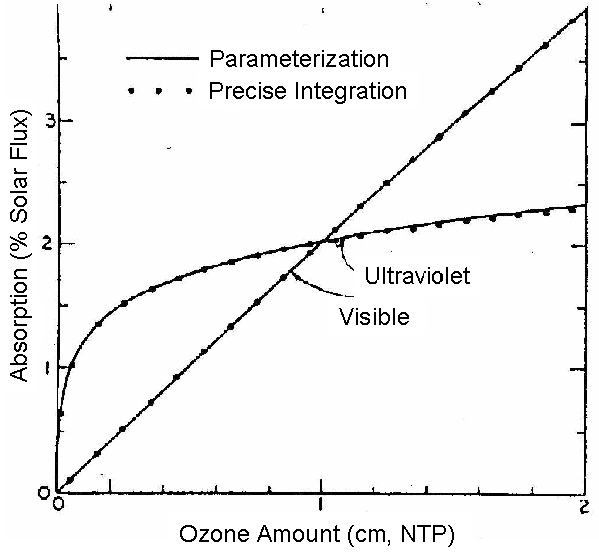 Parameterization
Precise Integration
3
2
1
0
Absorption (% Solar Flux)
Ultraviolet
Visible
0
1
2
Ozone Amount (cm, NTP)